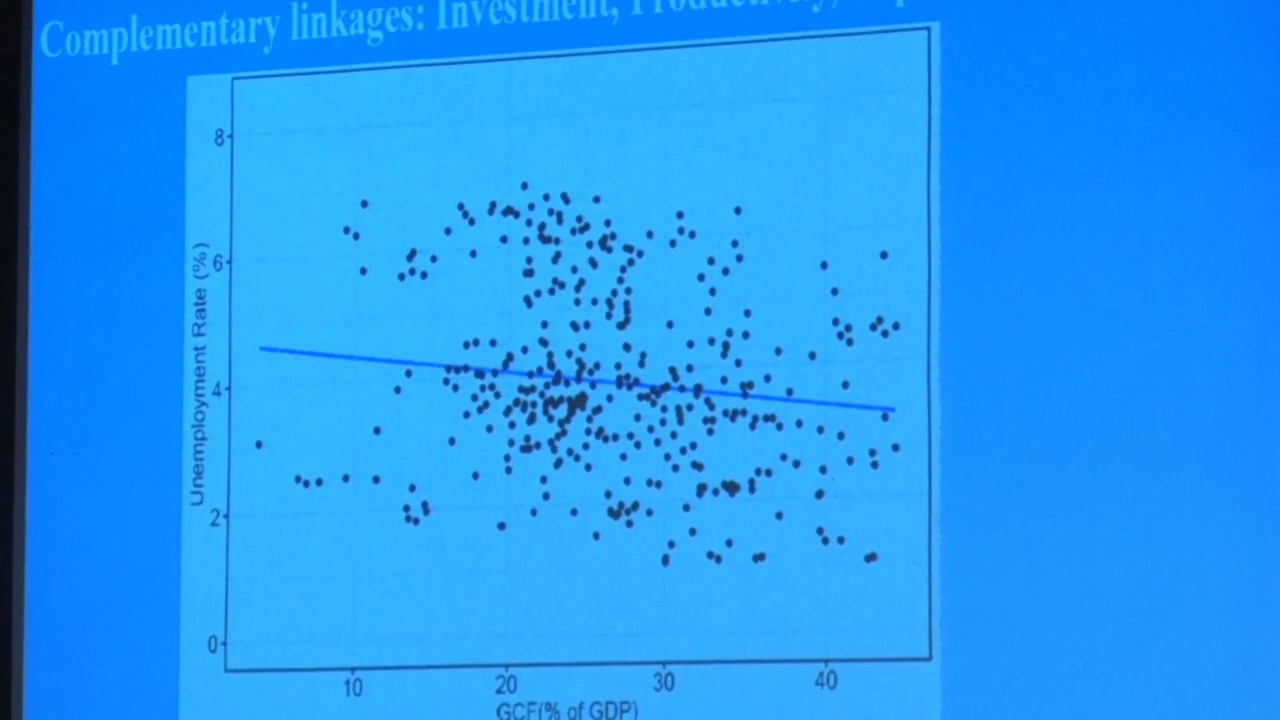 Complementary linkages: Investment, Productivity,
8
6
4
2
0
Unemployment Rate (%)
10 20 30 40
GCF(% of GDP)